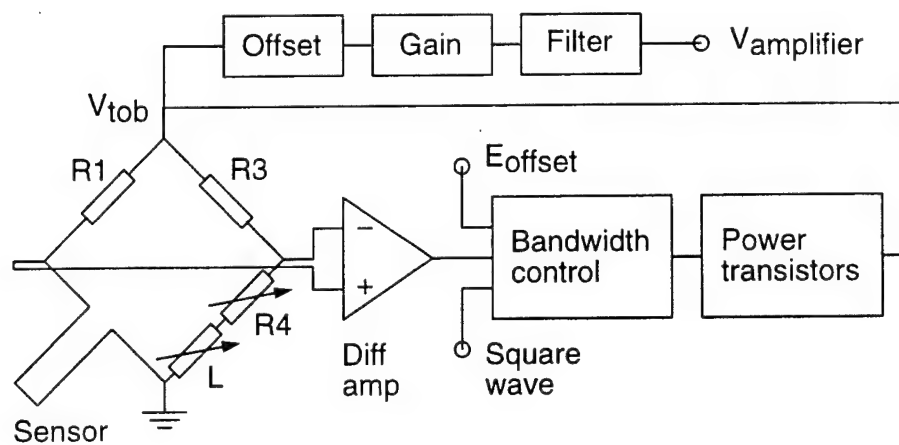 Offset
Gain
Filter
Vamplifier
Vtob
R1
R3
Eoffset
−
+
Bandwidth
control
Power
transistors
R4
L
Diff
amp
Square
wave
Sensor